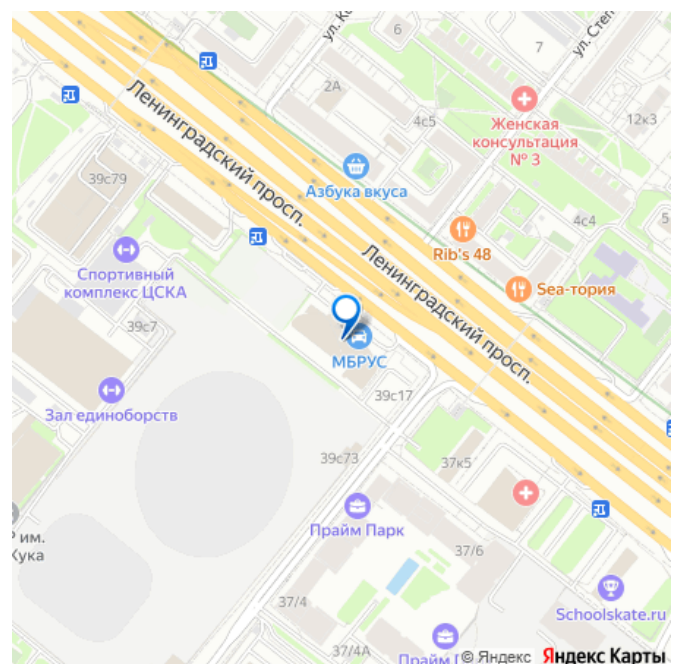 6
7
ул. Степ
2А
4с5
12к3
Женская
консультация
№ 3
Ленинградский просп.
Азбука вкуса
39с79
4с4
5
Rib's 48
Спортивный
комплекс ЦСКА
Ленинградский просп.
Sea-тория
39с7
МБРУС
39с17
Зал единоборств
39с73
37к5
Прайм Парк
им.
Кука
37/6
37/4
Schoolskate.ru
37/4А
Прайм П
© Яндекс Яндекс Карты